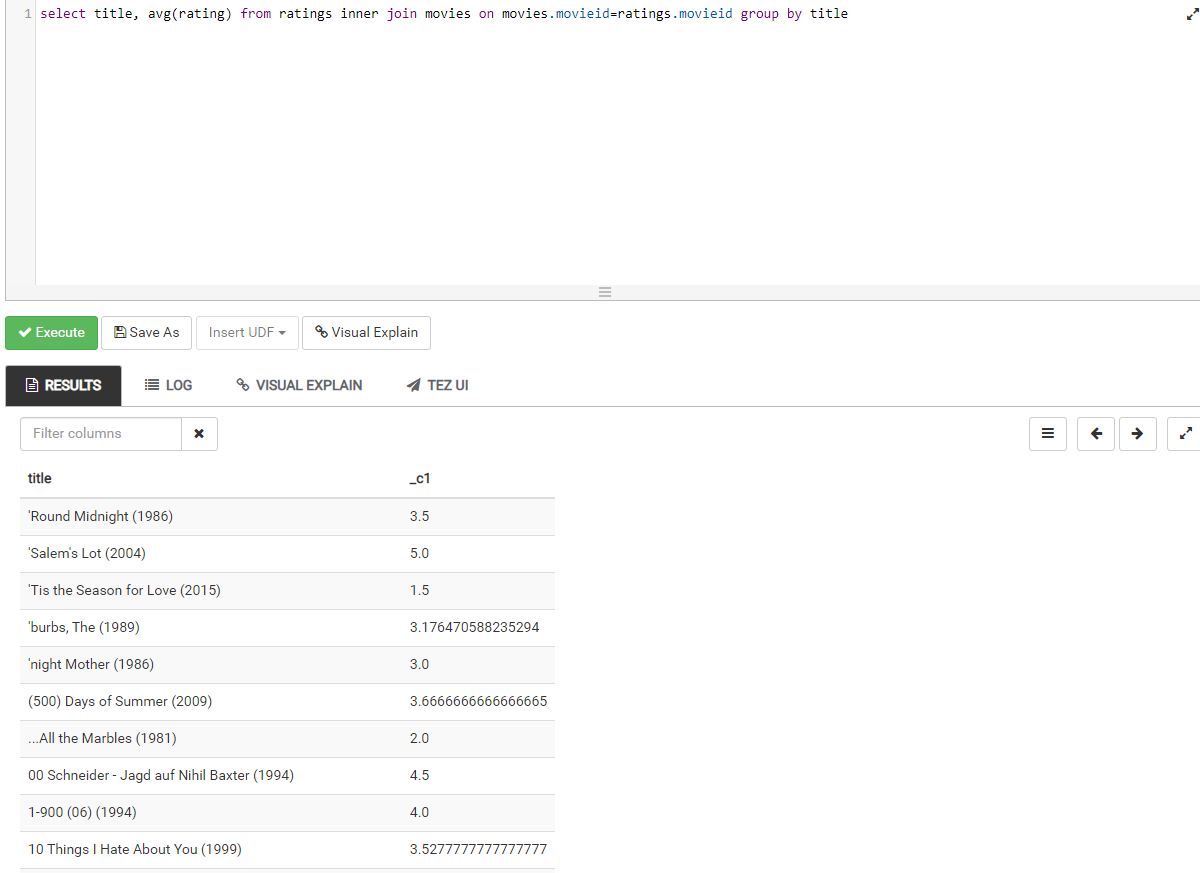 1 select title, avg(rating) from ratings inner join movies on movies.movieid=ratings.movieid group by title
Execute Save As Insert UDF Visual Explain
RESULTS LOG VISUAL EXPLAIN TEZ UI
Filter columns
title _c1
'Round Midnight (1986) 3.5
'Salem's Lot (2004) 5.0
'Tis the Season for Love (2015) 1.5
'burbs, The (1989) 3.176470588235294
'night Mother (1986) 3.0
(500) Days of Summer (2009) 3.6666666666666665
...All the Marbles (1981) 2.0
00 Schneider - Jagd auf Nihil Baxter (1994) 4.5
1-900 (06) (1994) 4.0
10 Things I Hate About You (1999) 3.5277777777777777